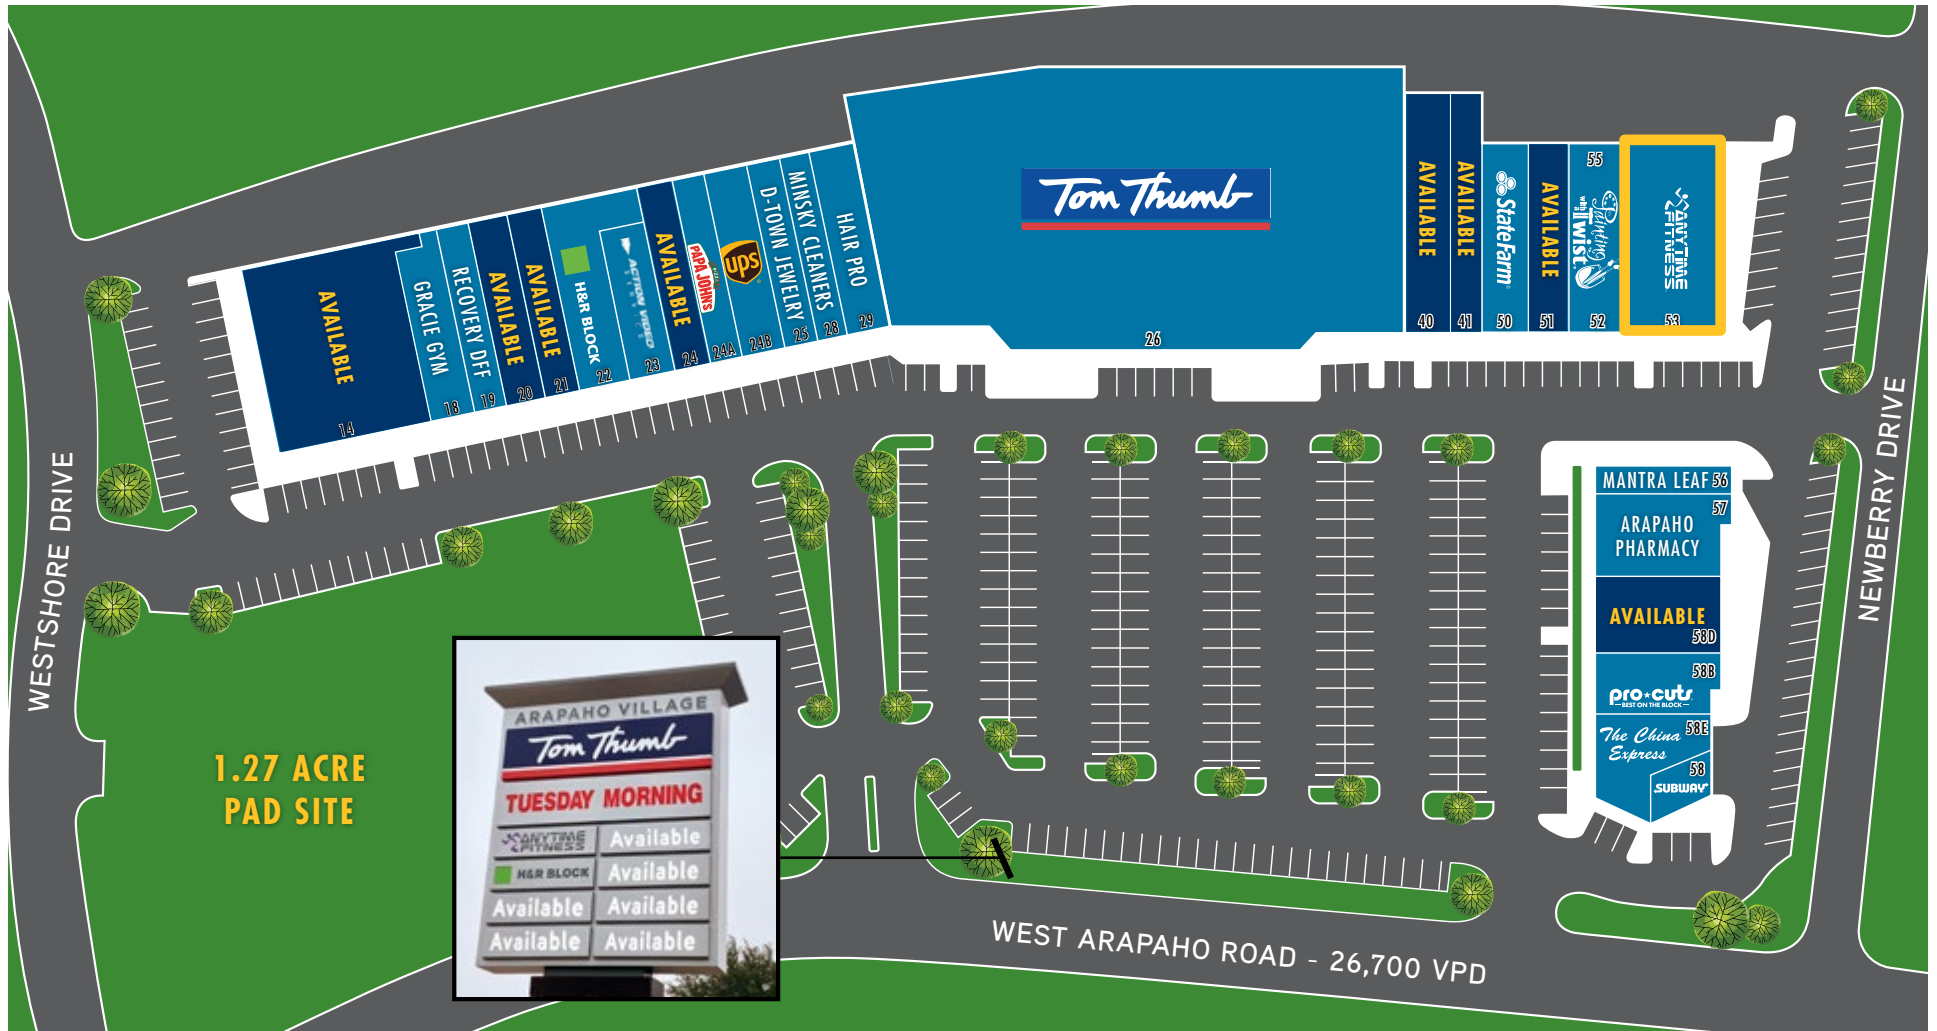 AVAILABLE
14
GRACIE GYM
18
RECOVERY DFF
19
AVAILABLE
20
AVAILABLE
21
H&R BLOCK
22
ACTION VIDEO
23
AVAILABLE
24
PAPA JOHN'S
24A
ups
24B
D-TOWN JEWELRY
25
MINSKY CLEANERS
28
HAIR PRO
29
Tom Thumb
26
AVAILABLE
40
AVAILABLE
41
StateFarm
50
AVAILABLE
51
55
Painting
with a
Twist
52
ANYTIME
FITNESS
53
MANTRA LEAF 56
57
ARAPAHO
PHARMACY
AVAILABLE
58D
58B
pro★cuts
BEST ON THE BLOCK
The China
Express
58E
58
SUBWAY
WESTSHORE DRIVE
NEWBERRY DRIVE
1.27 ACRE
PAD SITE
ARAPAHO VILLAGE
Tom Thumb
TUESDAY MORNING
ANYTIME
FITNESS
Available
H&R BLOCK
Available
Available
Available
Available
Available
WEST ARAPAHO ROAD - 26,700 VPD